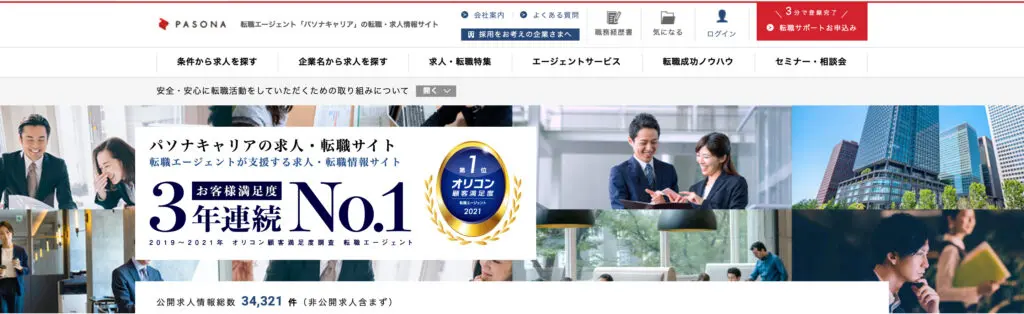 PASONA
転職エージェント「パソナキャリア」の転職・求人情報サイト
会社案内
よくある質問
採用をお考えの企業さまへ
職務経歴書
気になる
ログイン
3分で登録完了
転職サポートお申込み
条件から求人を探す
企業名から求人を探す
求人・転職特集
エージェントサービス
転職成功ノウハウ
セミナー・相談会
安全・安心に転職活動をしていただくための取り組みについて
開く
パソナキャリアの求人・転職サイト
転職エージェントが支援する求人・転職情報サイト
お客様満足度
3年連続 No.1
2019〜2021年 オリコン顧客満足度調査 転職エージェント
第1位
オリコン
顧客満足度
転職エージェント
2021
公開求人情報総数 34,321 件（非公開求人含まず）